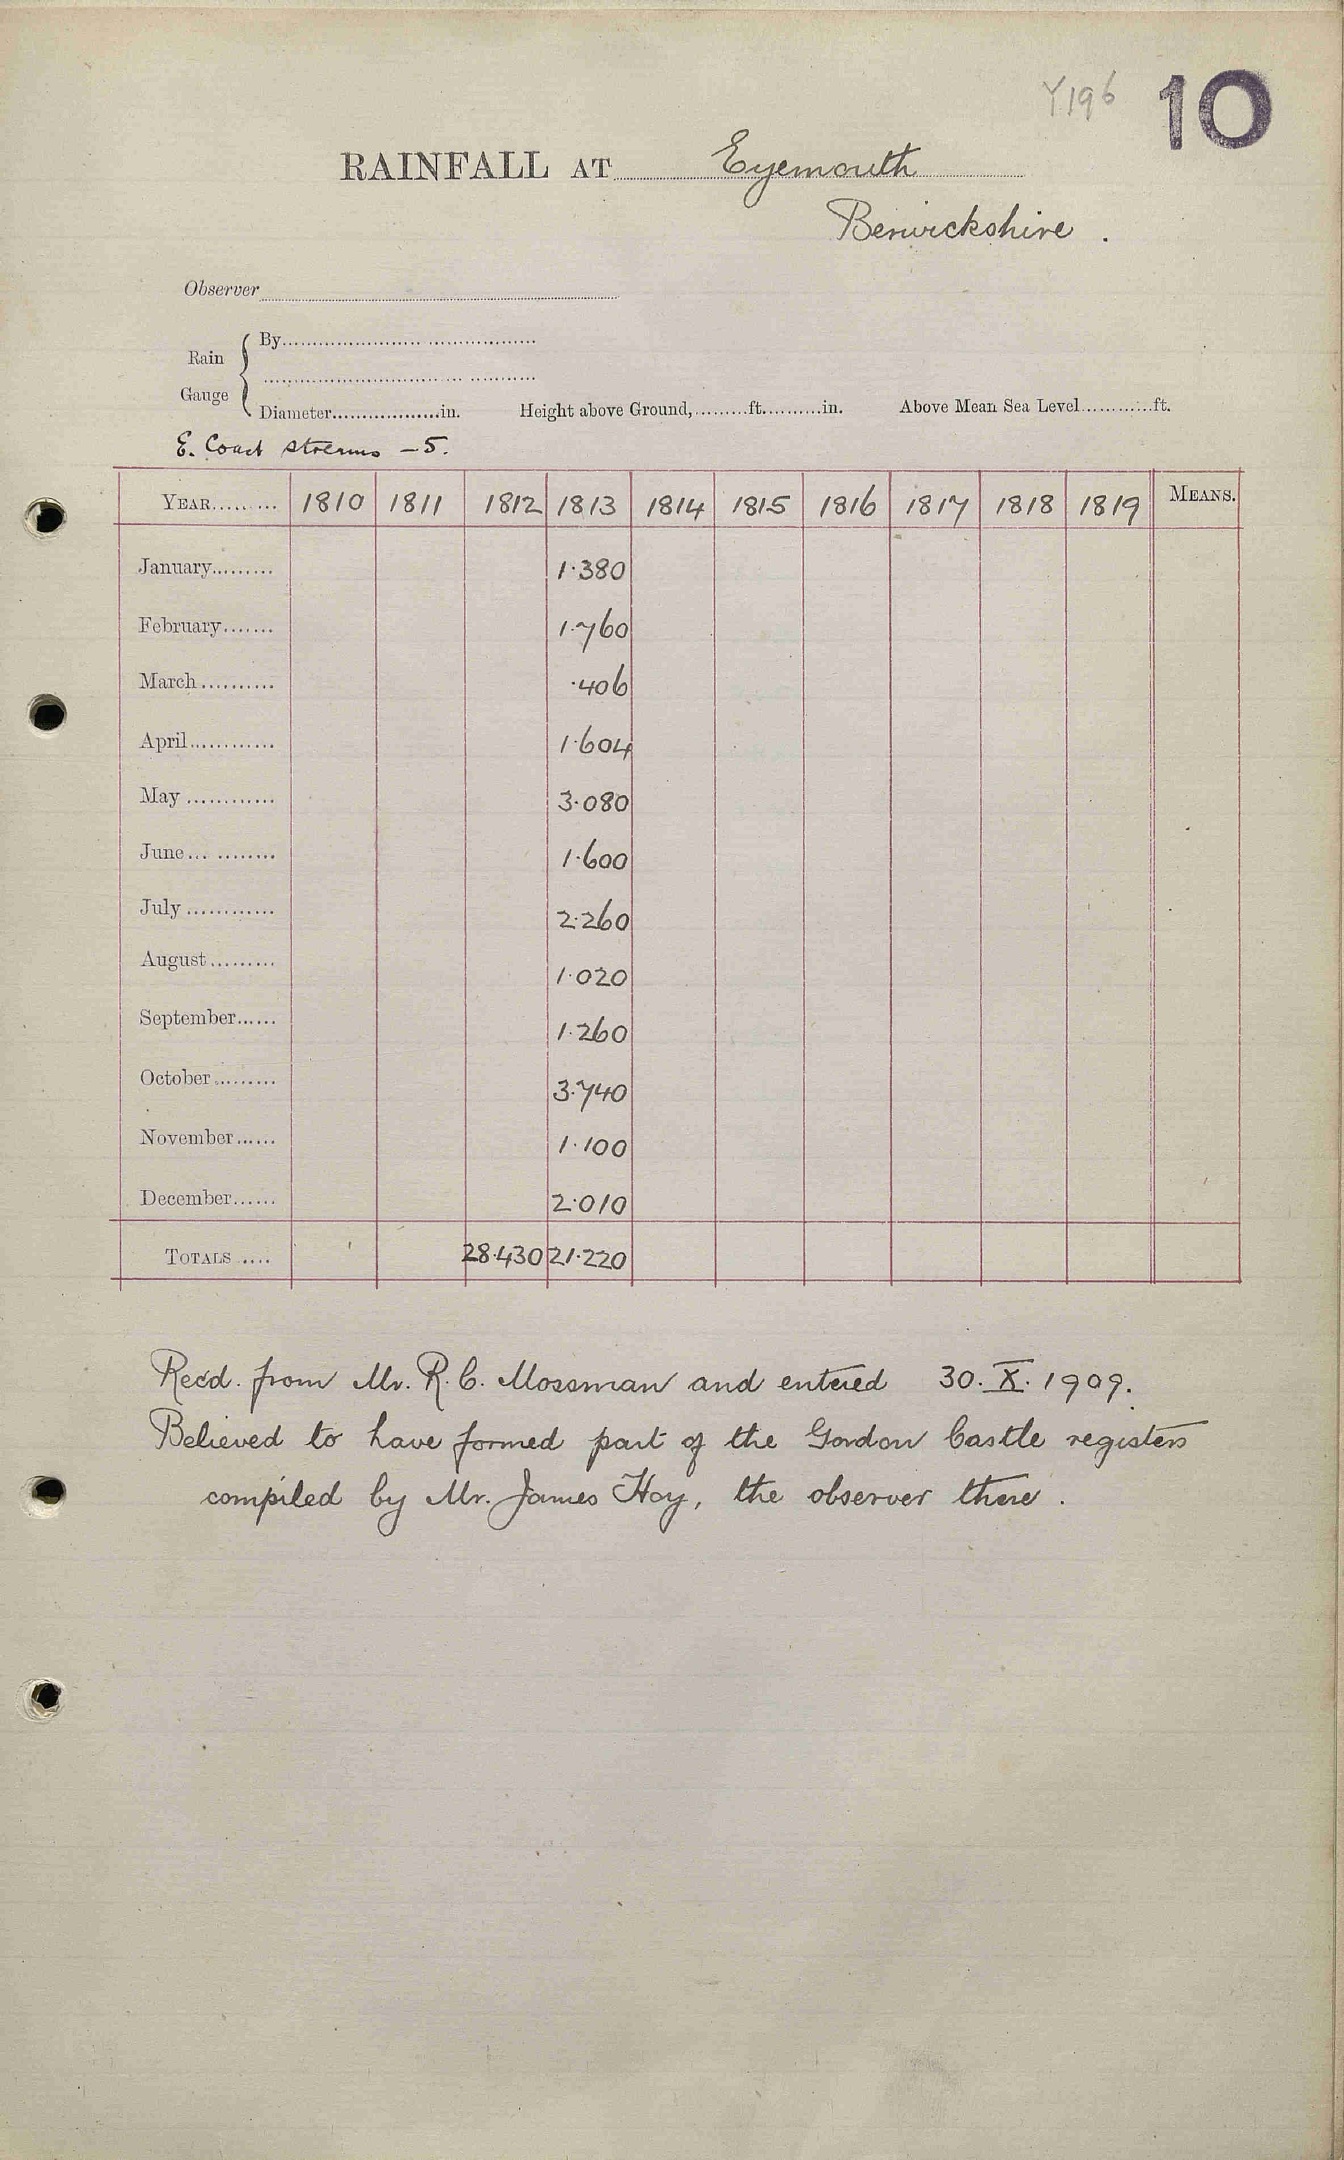 Y196 10
RAINFALL AT Eyemouth
Berwickshire .
Observer
Rain Gauge { By
Diameter in. Height above Ground, ft. in. Above Mean Sea Level ft.
E. Coast streams – 5.
YEAR 1810 1811 1812 1813 1814 1815 1816 1817 1818 1819 MEANS.
January 1.380
February 1.760
March .406
April 1.604
May 3.080
June 1.600
July 2.260
August 1.020
September 1.260
October 3.740
November 1.100
December 2.010
TOTALS 28.430 21.220
Recd. from Mr. R. C. Mossman and entered 30. X. 1909.
Believed to have formed part of the Gordon Castle registers
compiled by Mr. James Hoy, the observer there .